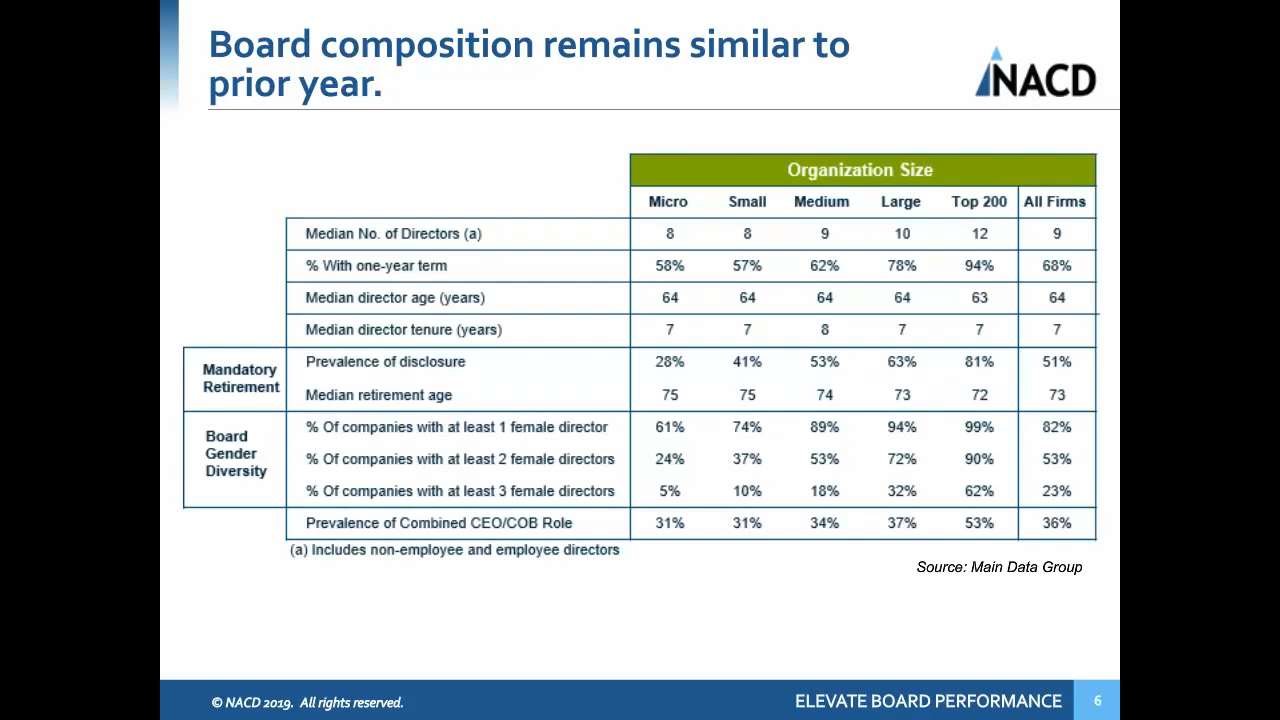 Board composition remains similar to
prior year.
NACD
Organization Size
Micro Small Medium Large Top 200 All Firms
Median No. of Directors (a) 8 8 9 10 12 9
% With one-year term 58% 57% 62% 78% 94% 68%
Median director age (years) 64 64 64 64 63 64
Median director tenure (years) 7 7 8 7 7 7
Mandatory
Retirement
Prevalence of disclosure 28% 41% 53% 63% 81% 51%
Median retirement age 75 75 74 73 72 73
Board
Gender
Diversity
% Of companies with at least 1 female director 61% 74% 89% 94% 99% 82%
% Of companies with at least 2 female directors 24% 37% 53% 72% 90% 53%
% Of companies with at least 3 female directors 5% 10% 18% 32% 62% 23%
Prevalence of Combined CEO/COB Role 31% 31% 34% 37% 53% 36%
(a) Includes non-employee and employee directors
Source: Main Data Group
© NACD 2019. All rights reserved.
ELEVATE BOARD PERFORMANCE 6